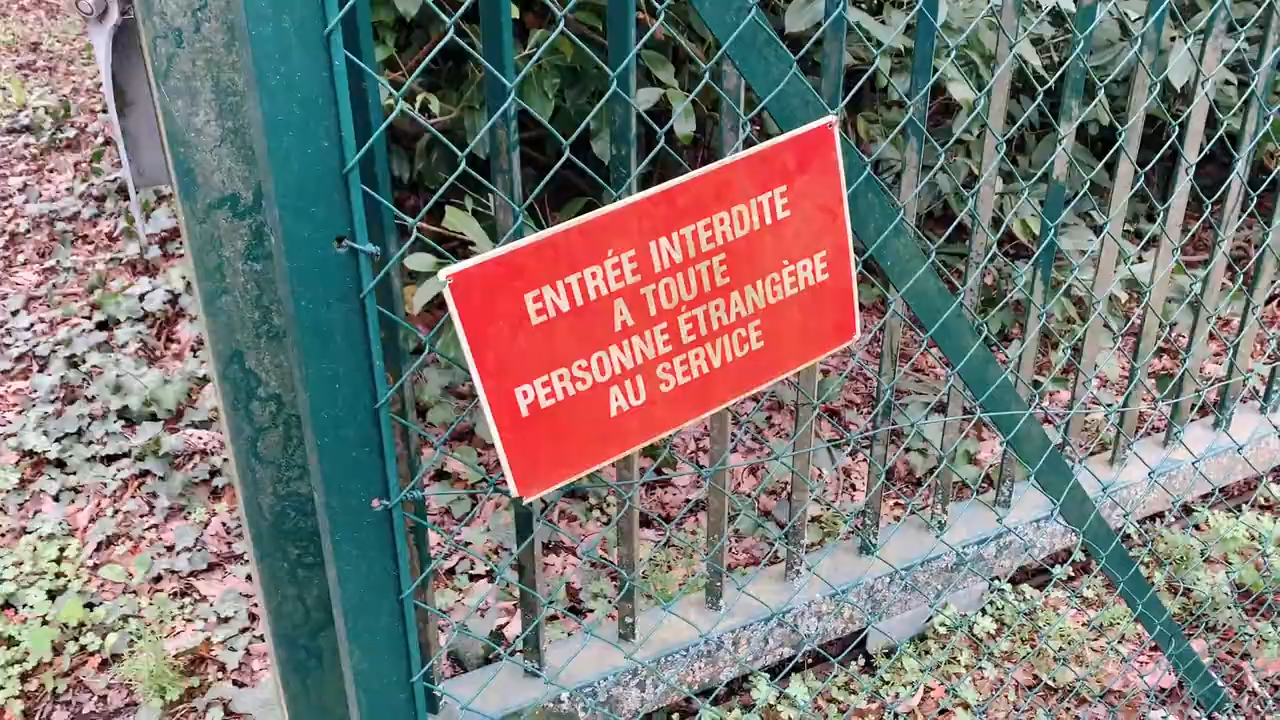 ENTRÉE INTERDITE
A TOUTE
PERSONNE ÉTRANGÈRE
AU SERVICE